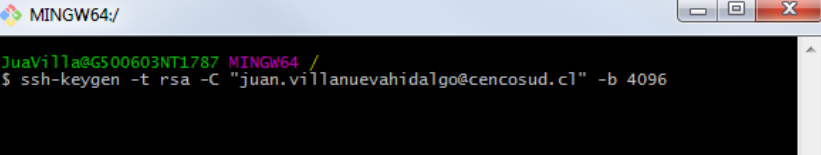 MINGW64:/
JuaVilla@G500603NT1787 MINGW64 /
$ ssh-keygen -t rsa -C "juan.villanuevahidalgo@cencosud.cl" -b 4096